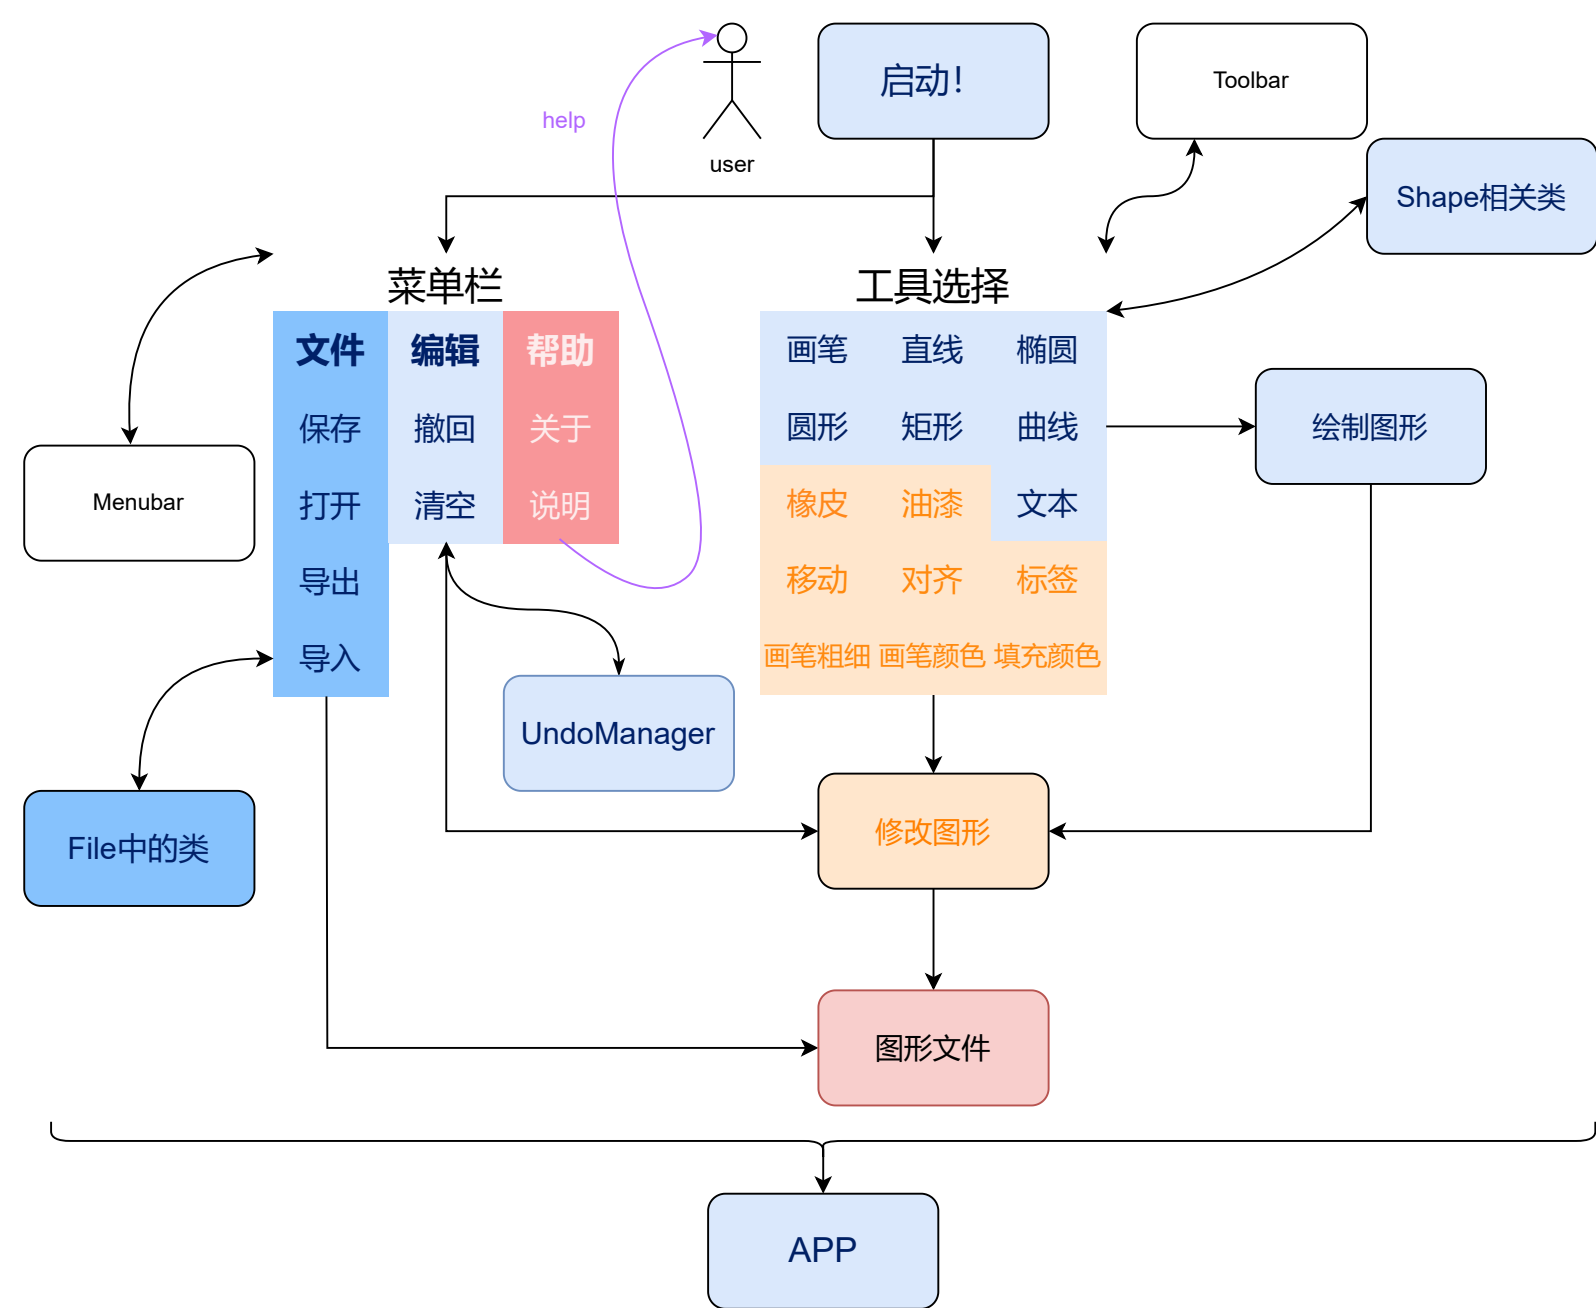 启动！
Toolbar
help
user
Shape相关类
菜单栏
工具选择
文件 编辑 帮助
保存 撤回 关于
打开 清空 说明
导出
导入
画笔 直线 椭圆
圆形 矩形 曲线
橡皮 油漆 文本
移动 对齐 标签
画笔粗细 画笔颜色 填充颜色
绘制图形
Menubar
UndoManager
File中的类
修改图形
图形文件
APP